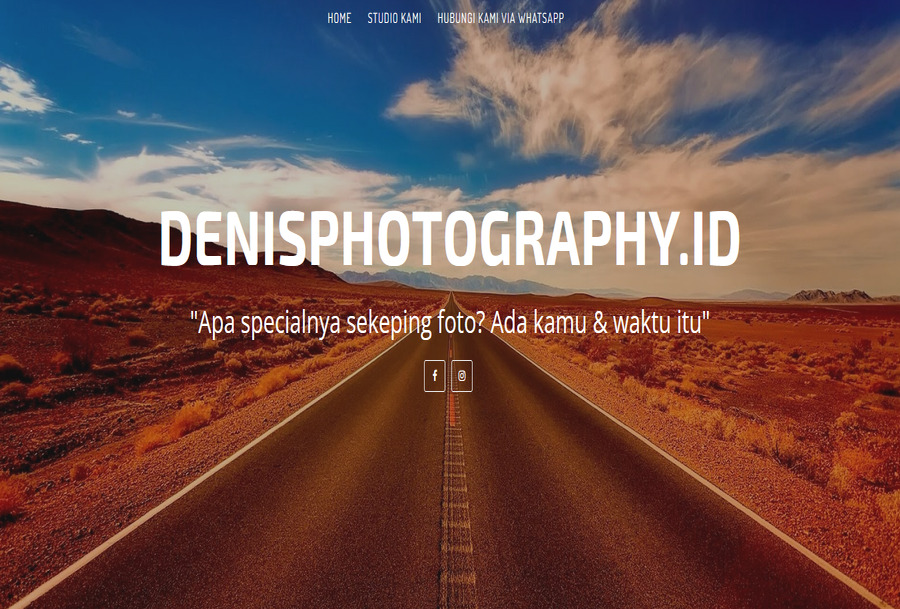 HOME STUDIO KAMI HUBUNGI KAMI VIA WHATSAPP
DENISPHOTOGRAPHY.ID
"Apa specialnya sekeping foto? Ada kamu & waktu itu"